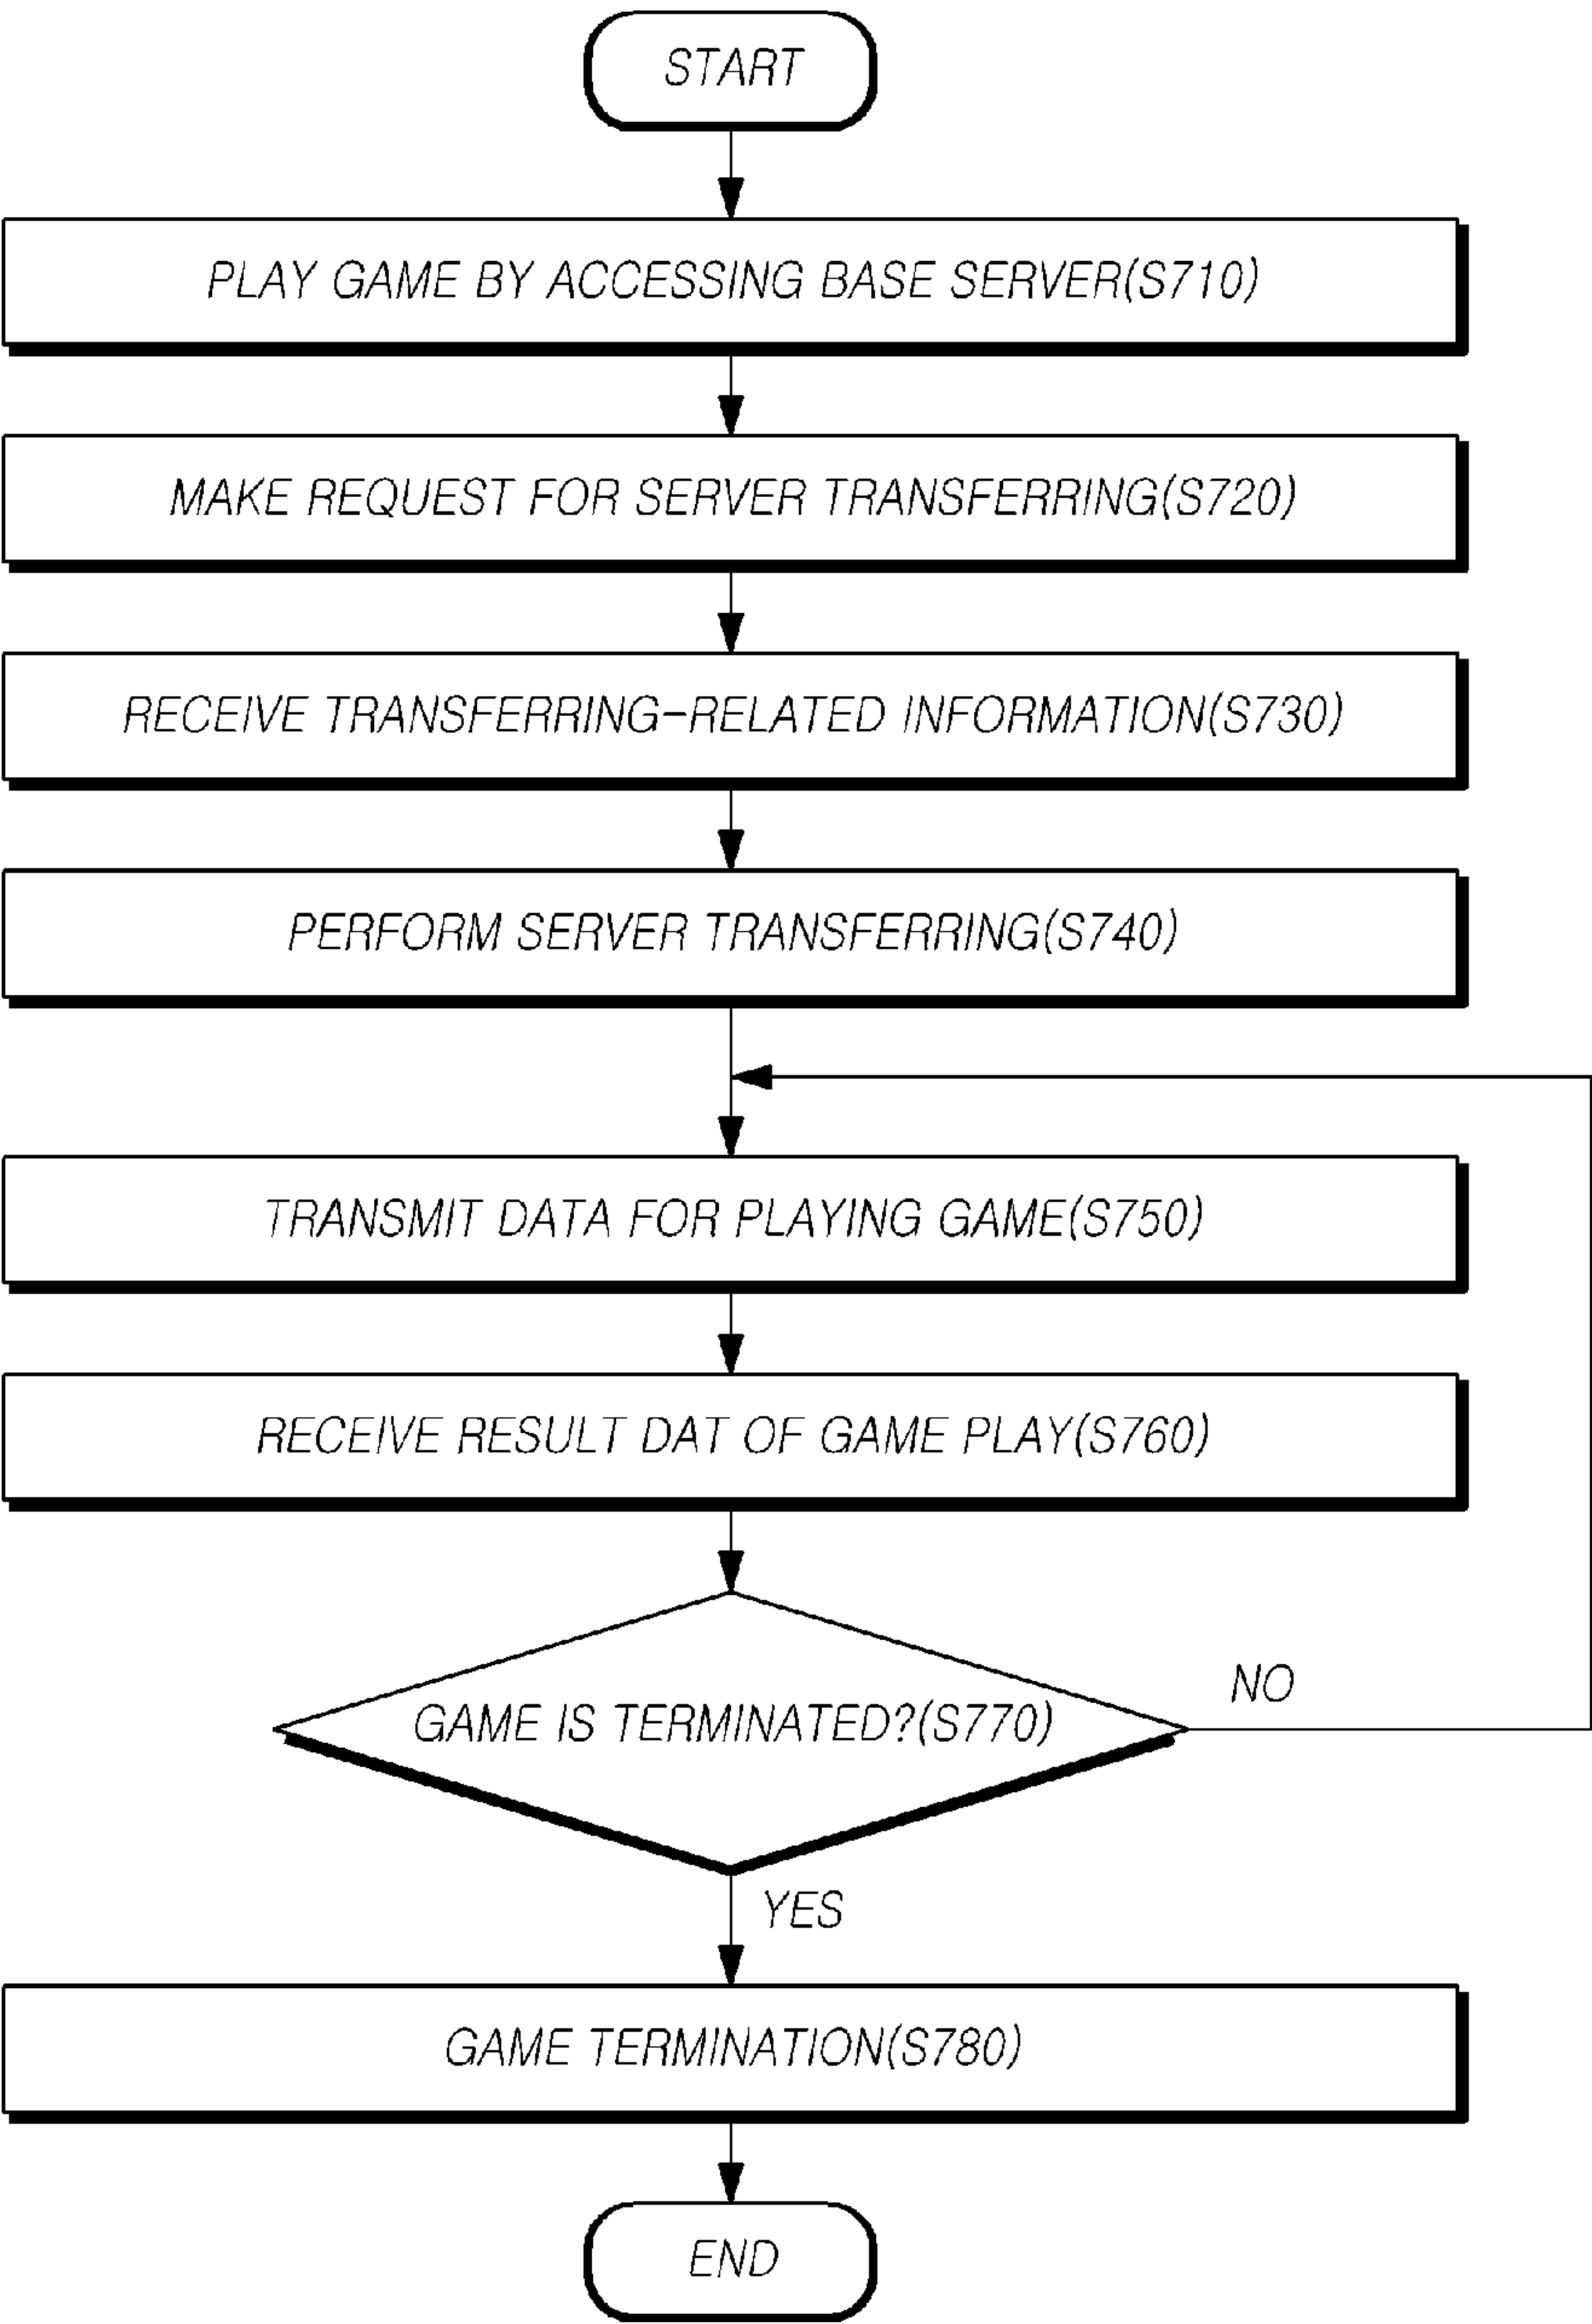 START
PLAY GAME BY ACCESSING BASE SERVER(S710)
MAKE REQUEST FOR SERVER TRANSFERRING(S720)
RECEIVE TRANSFERRING-RELATED INFORMATION(S730)
PERFORM SERVER TRANSFERRING(S740)
TRANSMIT DATA FOR PLAYING GAME(S750)
RECEIVE RESULT DAT OF GAME PLAY(S760)
GAME IS TERMINATED?(S770)
NO
YES
GAME TERMINATION(S780)
END